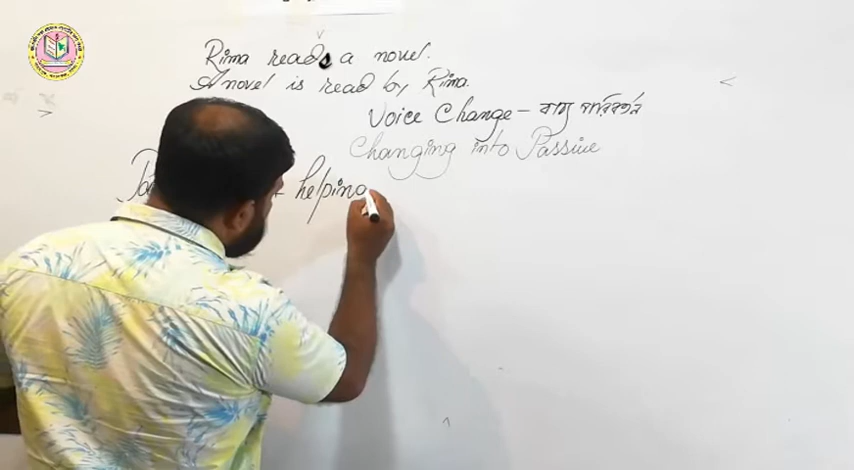 Rima reads a novel.
A novel is read by Rima.
Voice Change - বাচ্য পরিবর্তন
Changing into Passive
helping